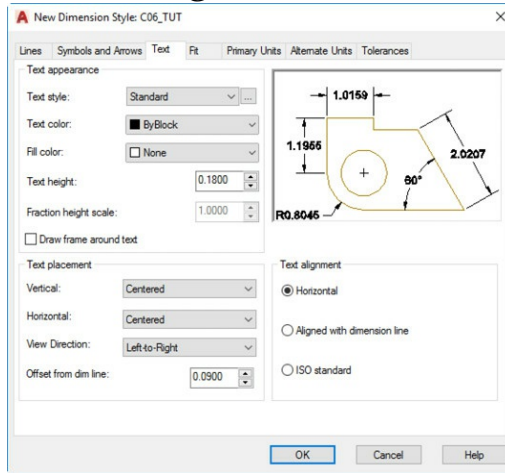 New Dimension Style: C06_TUT
Lines Symbols and Arrows Text Fit Primary Units Alternate Units Tolerances
Text appearance
Text style: Standard ...
Text color: ByBlock
Fill color: None
Text height: 0.1800
Fraction height scale: 1.0000
Draw frame around text
1.0159
1.1955
2.0207
60°
R0.8045
Text placement
Vertical: Centered
Horizontal: Centered
View Direction: Left-to-Right
Offset from dim line: 0.0900
Text alignment
Horizontal
Aligned with dimension line
ISO standard
OK Cancel Help